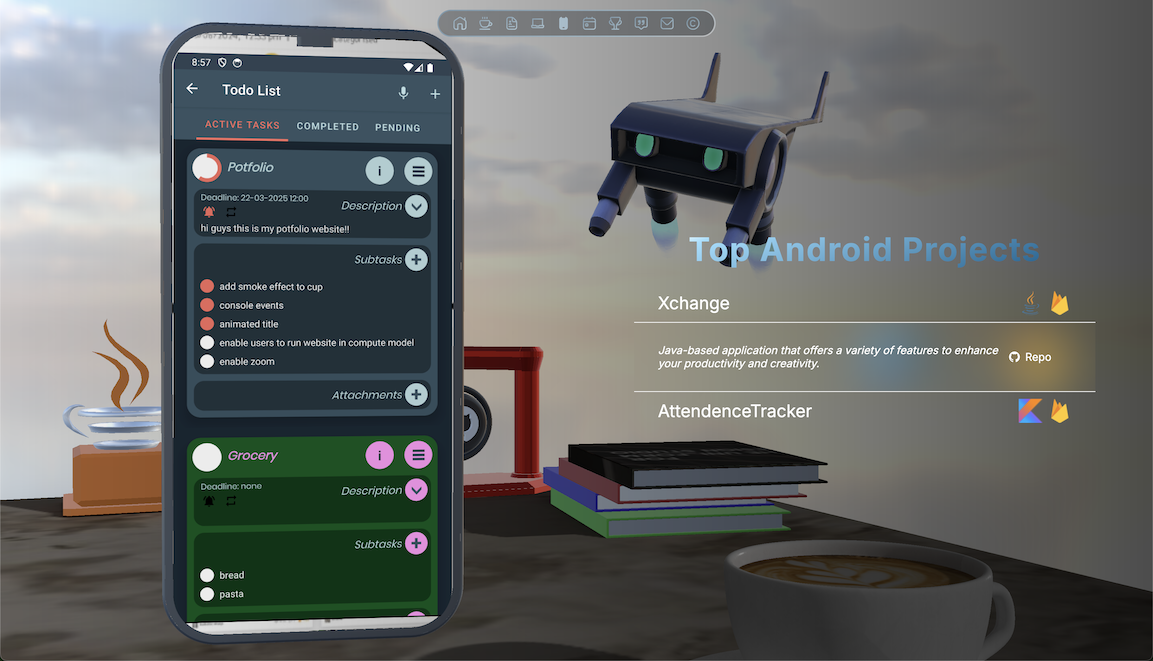 8:57
Todo List
ACTIVE TASKS
COMPLETED
PENDING
Potfolio
i
Deadline: 22-03-2025 12:00
Description
hi guys this is my potfolio website!!
Subtasks
add smoke effect to cup
console events
animated title
enable users to run website in compute model
enable zoom
Attachments
Grocery
i
Deadline: none
Description
Subtasks
bread
pasta
Top Android Projects
Xchange
Java-based application that offers a variety of features to enhance
your productivity and creativity.
Repo
AttendenceTracker